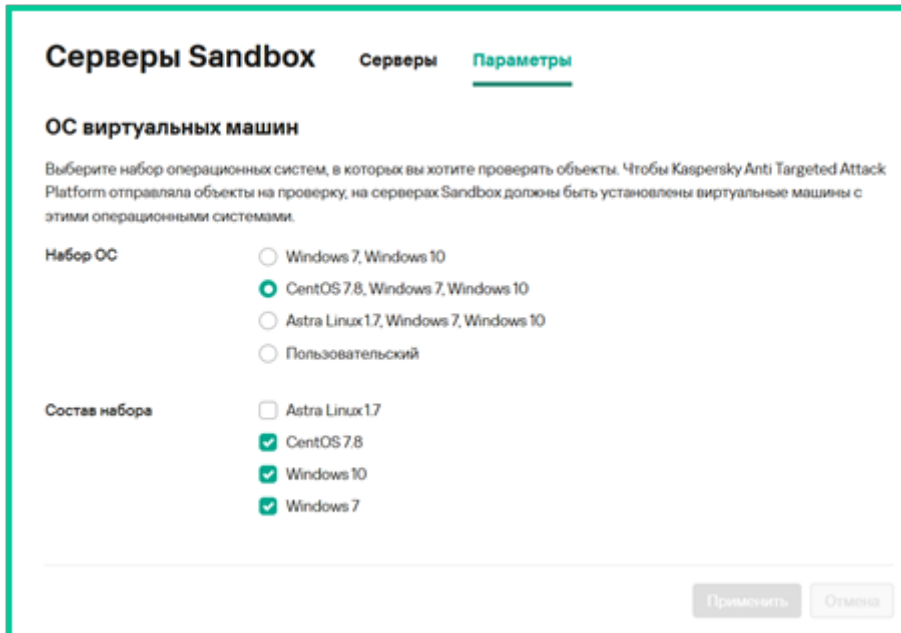 Серверы Sandbox Серверы Параметры
ОС виртуальных машин
Выберите набор операционных систем, в которых вы хотите проверять объекты. Чтобы Kaspersky Anti Targeted Attack
Platform отправляла объекты на проверку, на серверах Sandbox должны быть установлены виртуальные машины с
этими операционными системами.
Набор ОС
Windows 7, Windows 10
CentOS 7.8, Windows 7, Windows 10
Astra Linux 1.7, Windows 7, Windows 10
Пользовательский
Состав набора
Astra Linux 1.7
CentOS 7.8
Windows 10
Windows 7
Применить Отмена